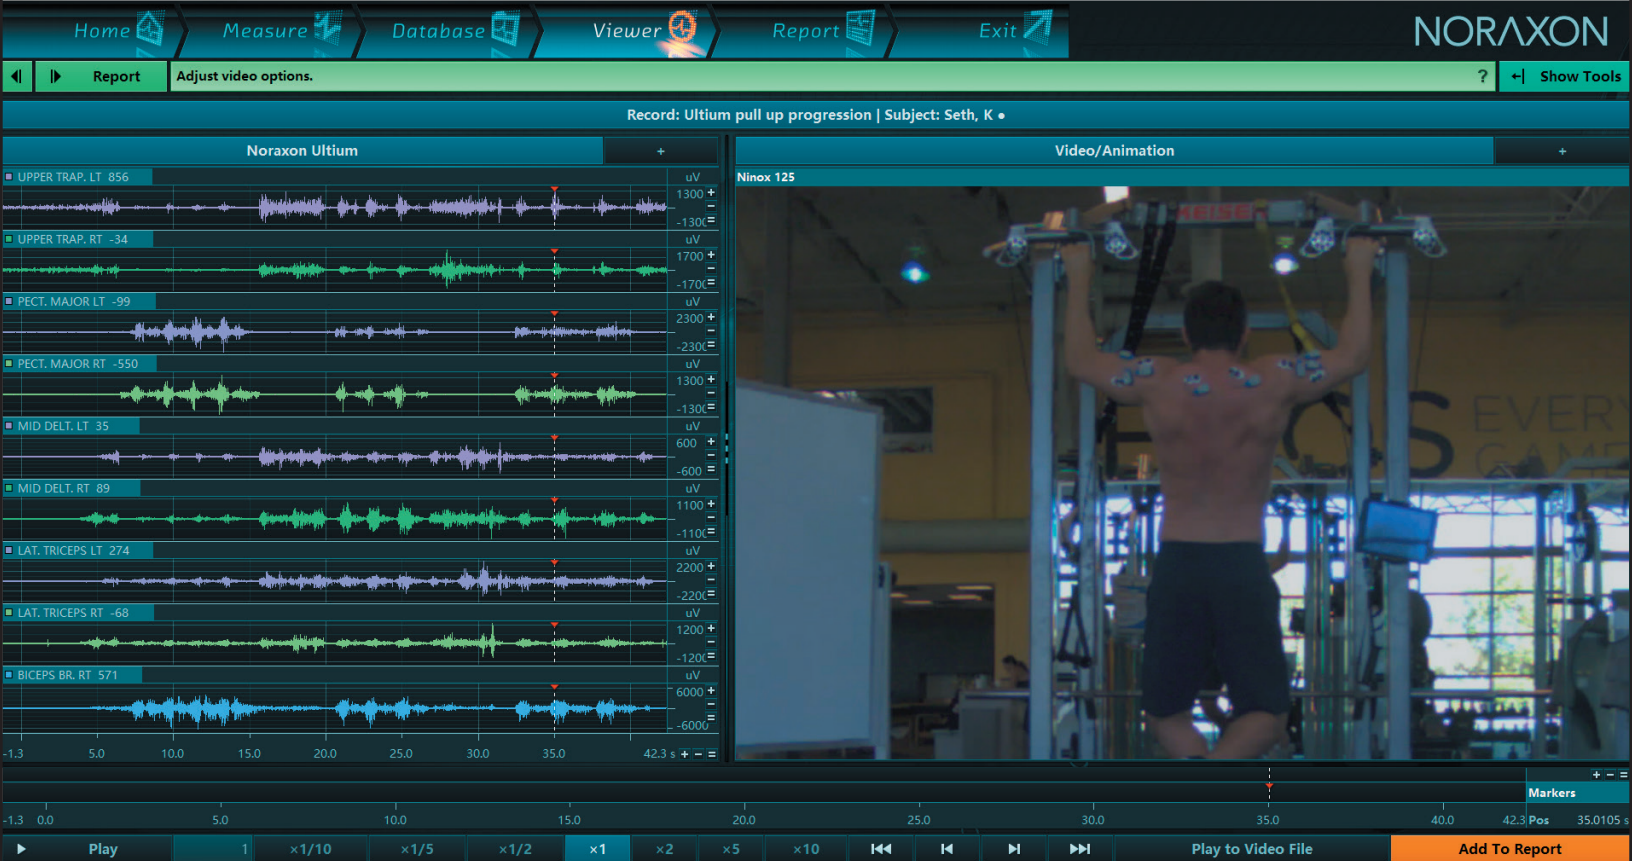 Home
Measure
Database
Viewer
Report
Exit
NORAXON
Report
Adjust video options.
?
Show Tools
Record: Ultium pull up progression | Subject: Seth, K ●
Noraxon Ultium
+
Video/Animation
+
Ninox 125
UPPER TRAP. LT 856
uV
1300 +
-
-1300 =
UPPER TRAP. RT -34
uV
1700 +
-
-1700 =
PECT. MAJOR LT -99
uV
2300 +
-
-2300 =
PECT. MAJOR RT -550
uV
1300 +
-
-1300 =
MID DELT. LT 35
uV
600 +
-
-600 =
MID DELT. RT 89
uV
1100 +
-
-1100 =
LAT. TRICEPS LT 274
uV
2200 +
-
-2200 =
LAT. TRICEPS RT -68
uV
1200 +
-
-1200 =
BICEPS BR. RT 571
uV
6000 +
-
-6000 =
-1.3 5.0 10.0 15.0 20.0 25.0 30.0 35.0 42.3 s + - =
KEISER
EVERY
GAME
+ - =
Markers
-1.3 0.0 5.0 10.0 15.0 20.0 25.0 30.0 35.0 40.0 42.3
Pos 35.0105 s
Play 1 ×1/10 ×1/5 ×1/2 ×1 ×2 ×5 ×10 Play to Video File Add To Report